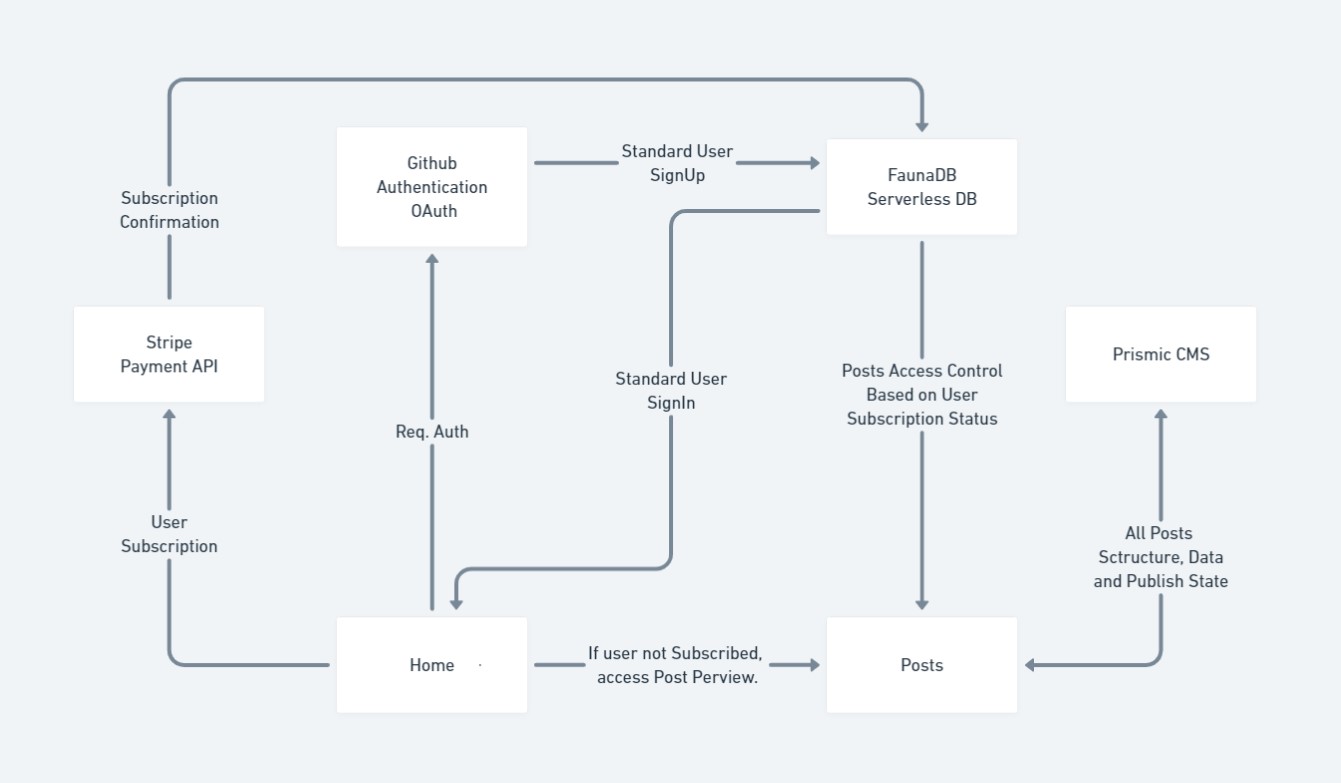 Github
Authentication
OAuth
Standard User
SignUp
FaunaDB
Serverless DB
Subscription
Confirmation
Stripe
Payment API
Standard User
SignIn
Posts Access Control
Based on User
Subscription Status
Prismic CMS
Req. Auth
User
Subscription
All Posts
Sctructure, Data
and Publish State
Home
If user not Subscribed,
access Post Perview.
Posts